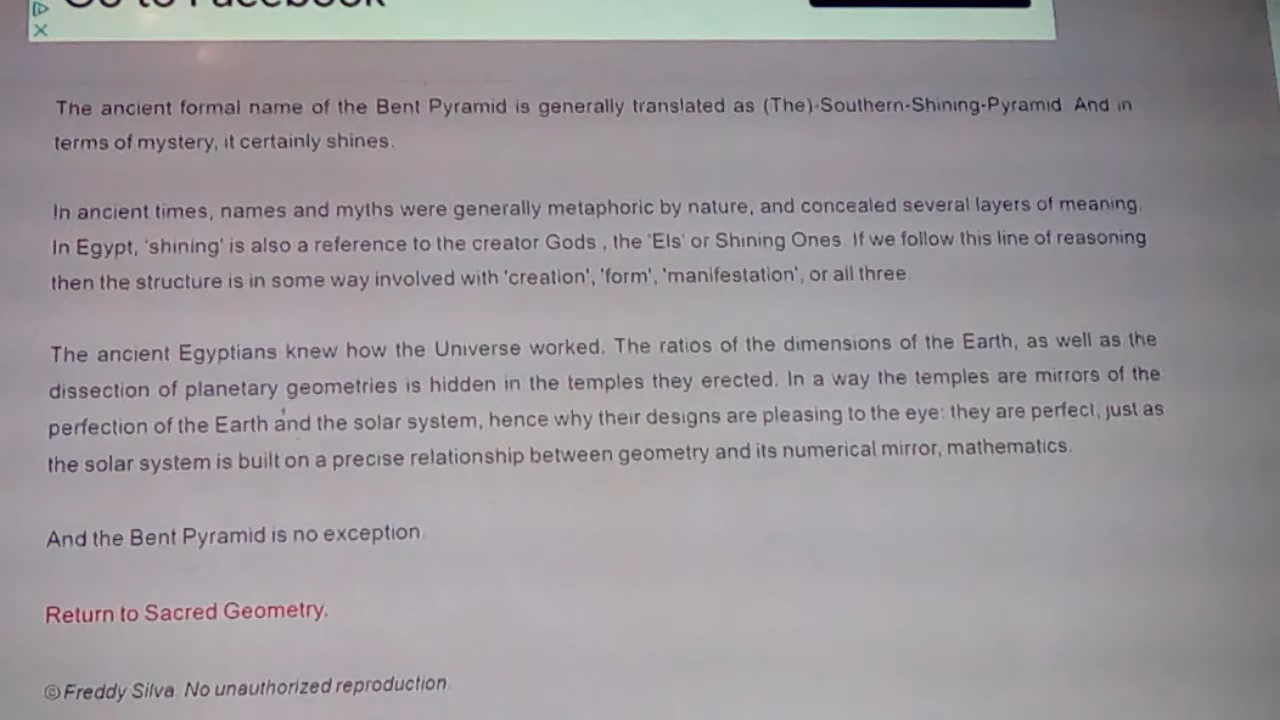 The ancient formal name of the Bent Pyramid is generally translated as (The)-Southern-Shining-Pyramid. And in
terms of mystery, it certainly shines.
In ancient times, names and myths were generally metaphoric by nature, and concealed several layers of meaning.
In Egypt, 'shining' is also a reference to the creator Gods , the 'Els' or Shining Ones. If we follow this line of reasoning
then the structure is in some way involved with 'creation', 'form', 'manifestation', or all three.
The ancient Egyptians knew how the Universe worked. The ratios of the dimensions of the Earth, as well as the
dissection of planetary geometries is hidden in the temples they erected. In a way the temples are mirrors of the
perfection of the Earth and the solar system, hence why their designs are pleasing to the eye: they are perfect, just as
the solar system is built on a precise relationship between geometry and its numerical mirror, mathematics.
And the Bent Pyramid is no exception.
Return to Sacred Geometry.
© Freddy Silva. No unauthorized reproduction.